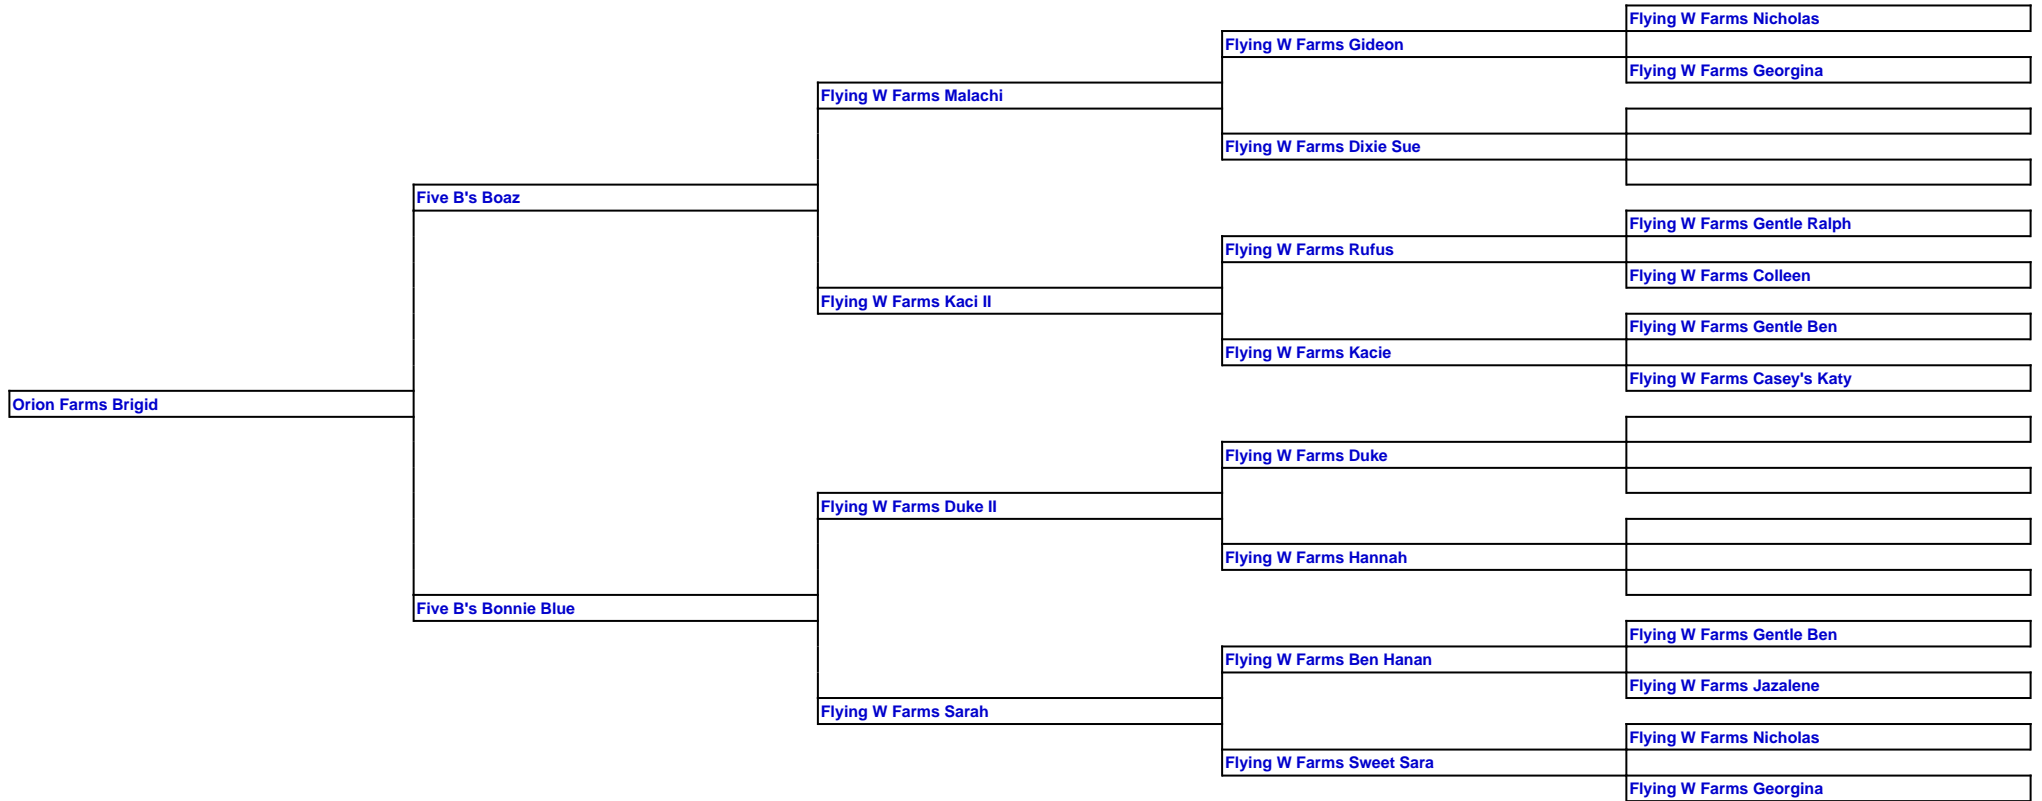 Flying W Farms Nicholas
Flying W Farms Gideon
Flying W Farms Georgina
Flying W Farms Malachi
Flying W Farms Dixie Sue
Five B's Boaz
Flying W Farms Gentle Ralph
Flying W Farms Rufus
Flying W Farms Colleen
Flying W Farms Kaci II
Flying W Farms Gentle Ben
Flying W Farms Kacie
Flying W Farms Casey's Katy
Orion Farms Brigid
Flying W Farms Duke
Flying W Farms Duke II
Flying W Farms Hannah
Five B's Bonnie Blue
Flying W Farms Gentle Ben
Flying W Farms Ben Hanan
Flying W Farms Jazalene
Flying W Farms Sarah
Flying W Farms Nicholas
Flying W Farms Sweet Sara
Flying W Farms Georgina